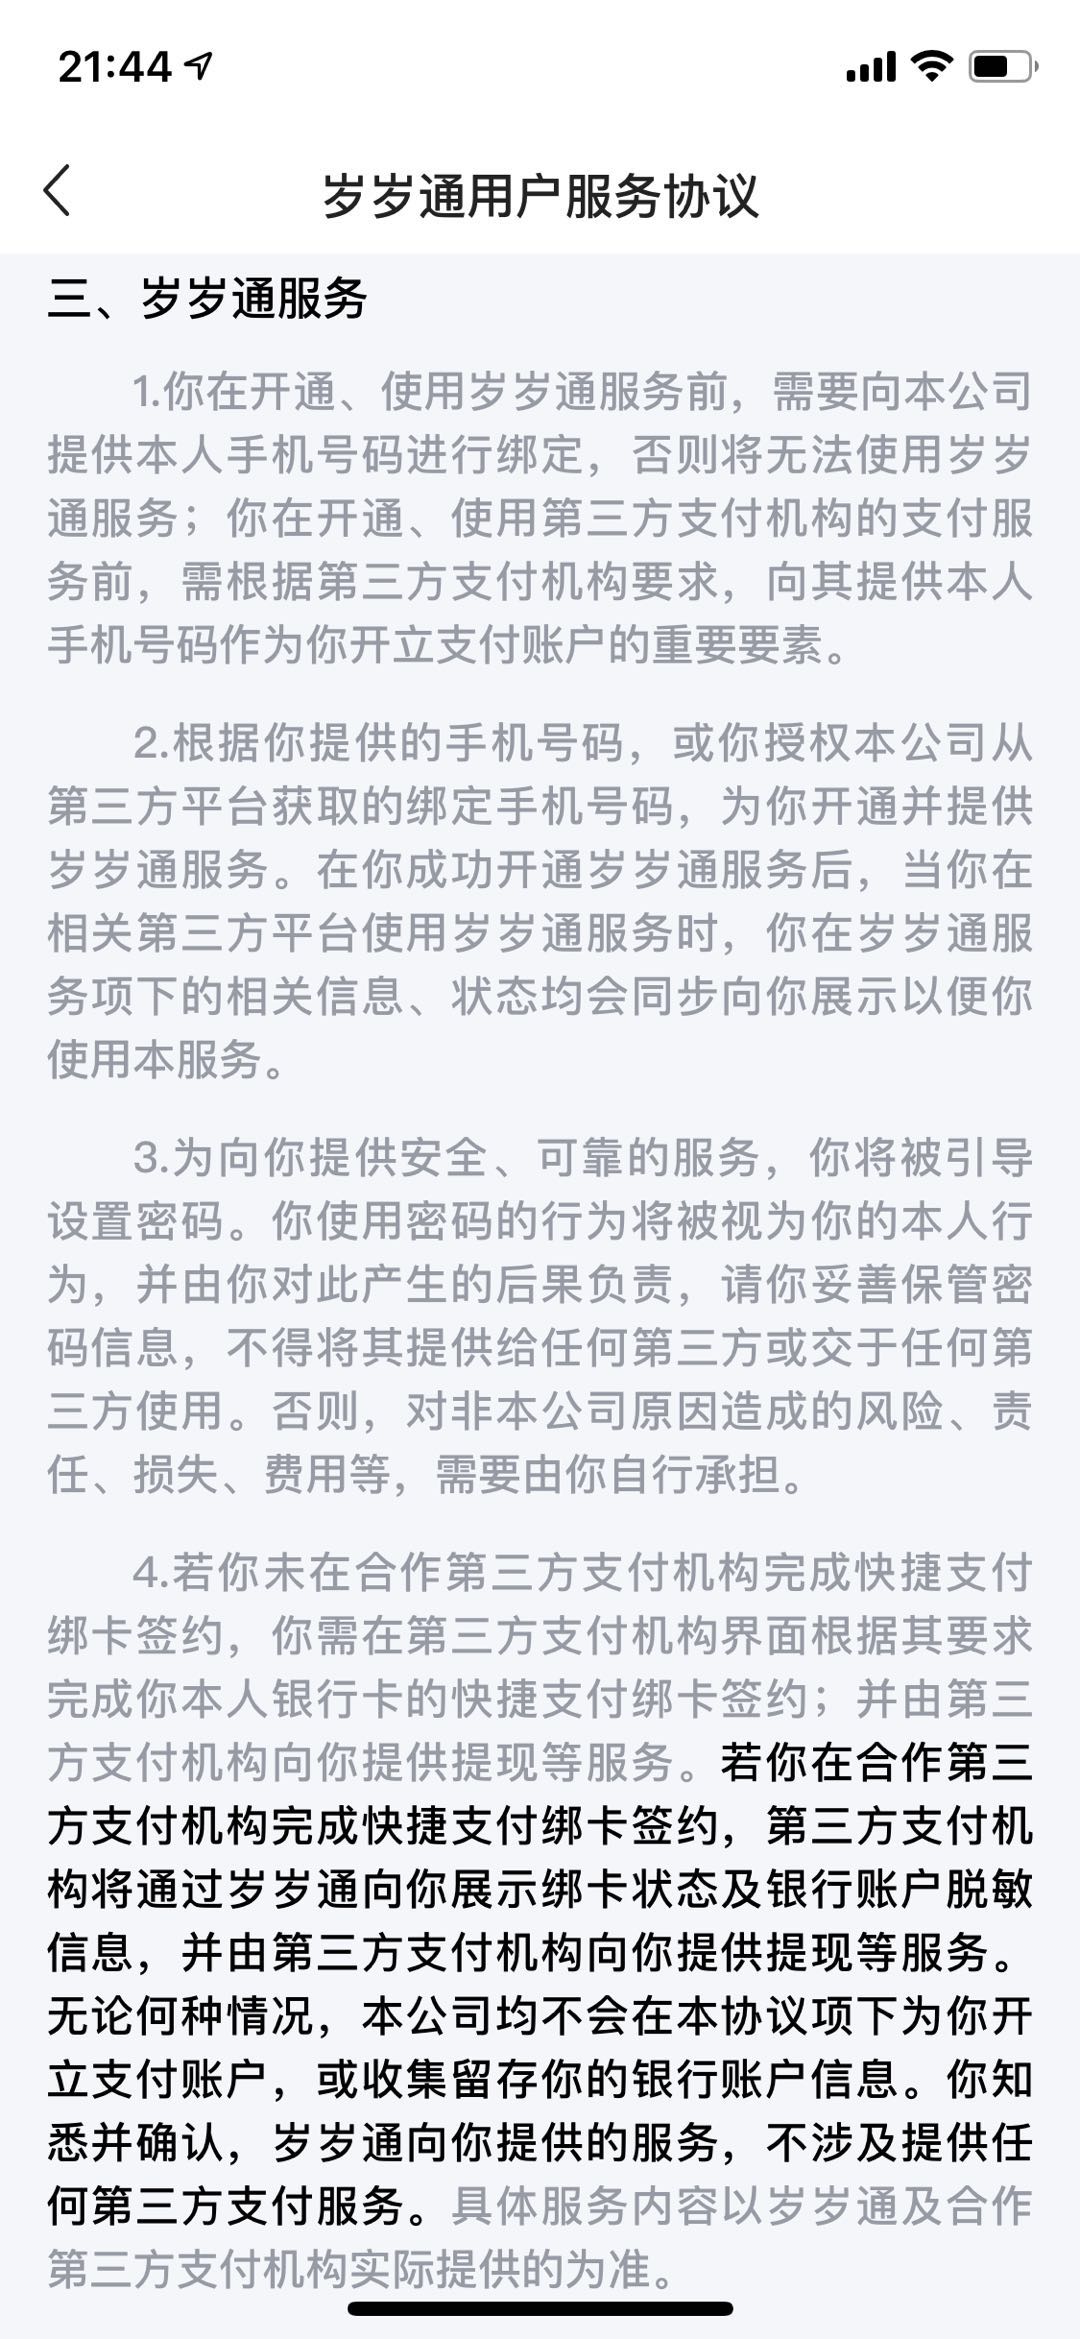 21:44
岁岁通用户服务协议
三、岁岁通服务
1.你在开通、使用岁岁通服务前，需要向本公司
提供本人手机号码进行绑定，否则将无法使用岁岁
通服务；你在开通、使用第三方支付机构的支付服
务前，需根据第三方支付机构要求，向其提供本人
手机号码作为你开立支付账户的重要要素。
2.根据你提供的手机号码，或你授权本公司从
第三方平台获取的绑定手机号码，为你开通并提供
岁岁通服务。在你成功开通岁岁通服务后，当你在
相关第三方平台使用岁岁通服务时，你在岁岁通服
务项下的相关信息、状态均会同步向你展示以便你
使用本服务。
3.为向你提供安全、可靠的服务，你将被引导
设置密码。你使用密码的行为将被视为你的本人行
为，并由你对此产生的后果负责，请你妥善保管密
码信息，不得将其提供给任何第三方或交于任何第
三方使用。否则，对非本公司原因造成的风险、责
任、损失、费用等，需要由你自行承担。
4.若你未在合作第三方支付机构完成快捷支付
绑卡签约，你需在第三方支付机构界面根据其要求
完成你本人银行卡的快捷支付绑卡签约；并由第三
方支付机构向你提供提现等服务。若你在合作第三
方支付机构完成快捷支付绑卡签约，第三方支付机
构将通过岁岁通向你展示绑卡状态及银行账户脱敏
信息，并由第三方支付机构向你提供提现等服务。
无论何种情况，本公司均不会在本协议项下为你开
立支付账户，或收集留存你的银行账户信息。你知
悉并确认，岁岁通向你提供的服务，不涉及提供任
何第三方支付服务。具体服务内容以岁岁通及合作
第三方支付机构实际提供的为准。